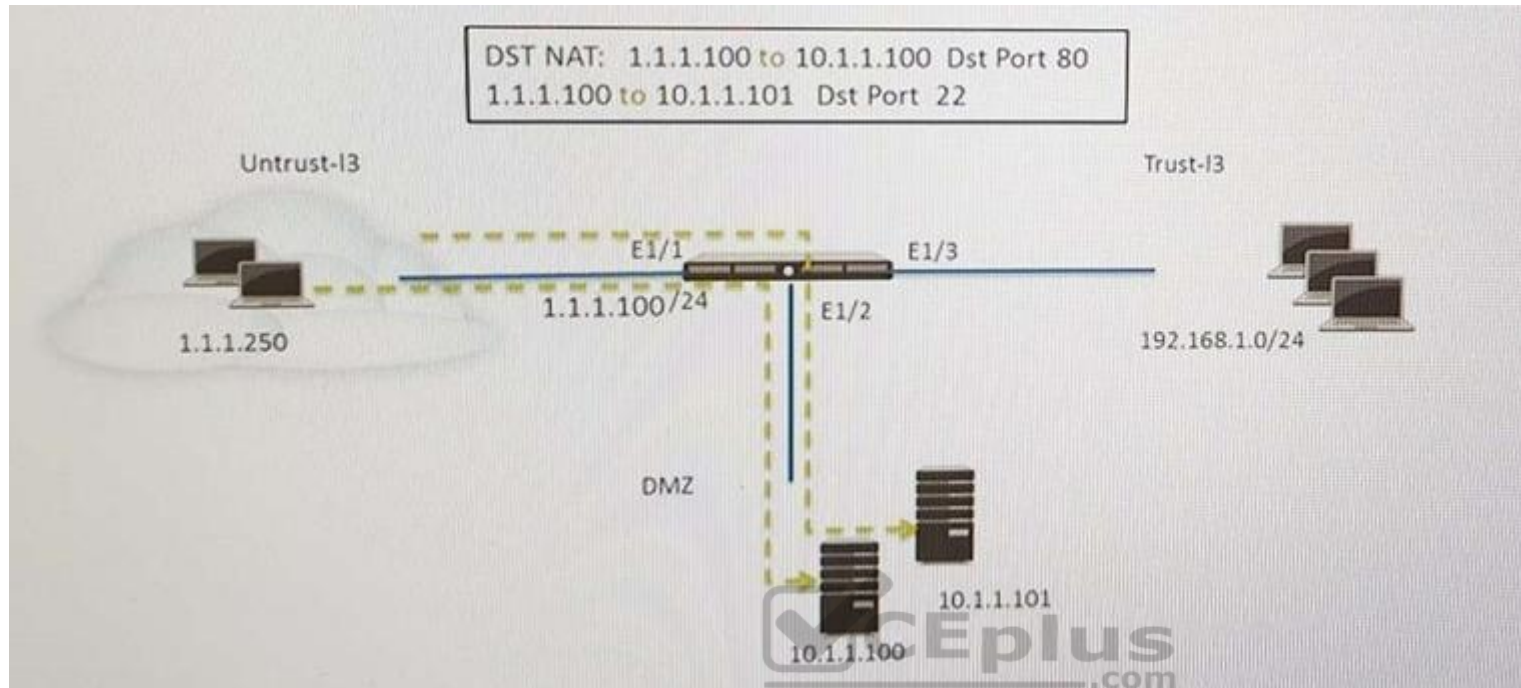 DST NAT: 1.1.1.100 to 10.1.1.100 Dst Port 80
1.1.1.100 to 10.1.1.101 Dst Port 22
Untrust-l3
Trust-l3
E1/1
E1/3
1.1.1.100/24
E1/2
1.1.1.250
192.168.1.0/24
DMZ
10.1.1.101
10.1.1.100
CEplus
.com